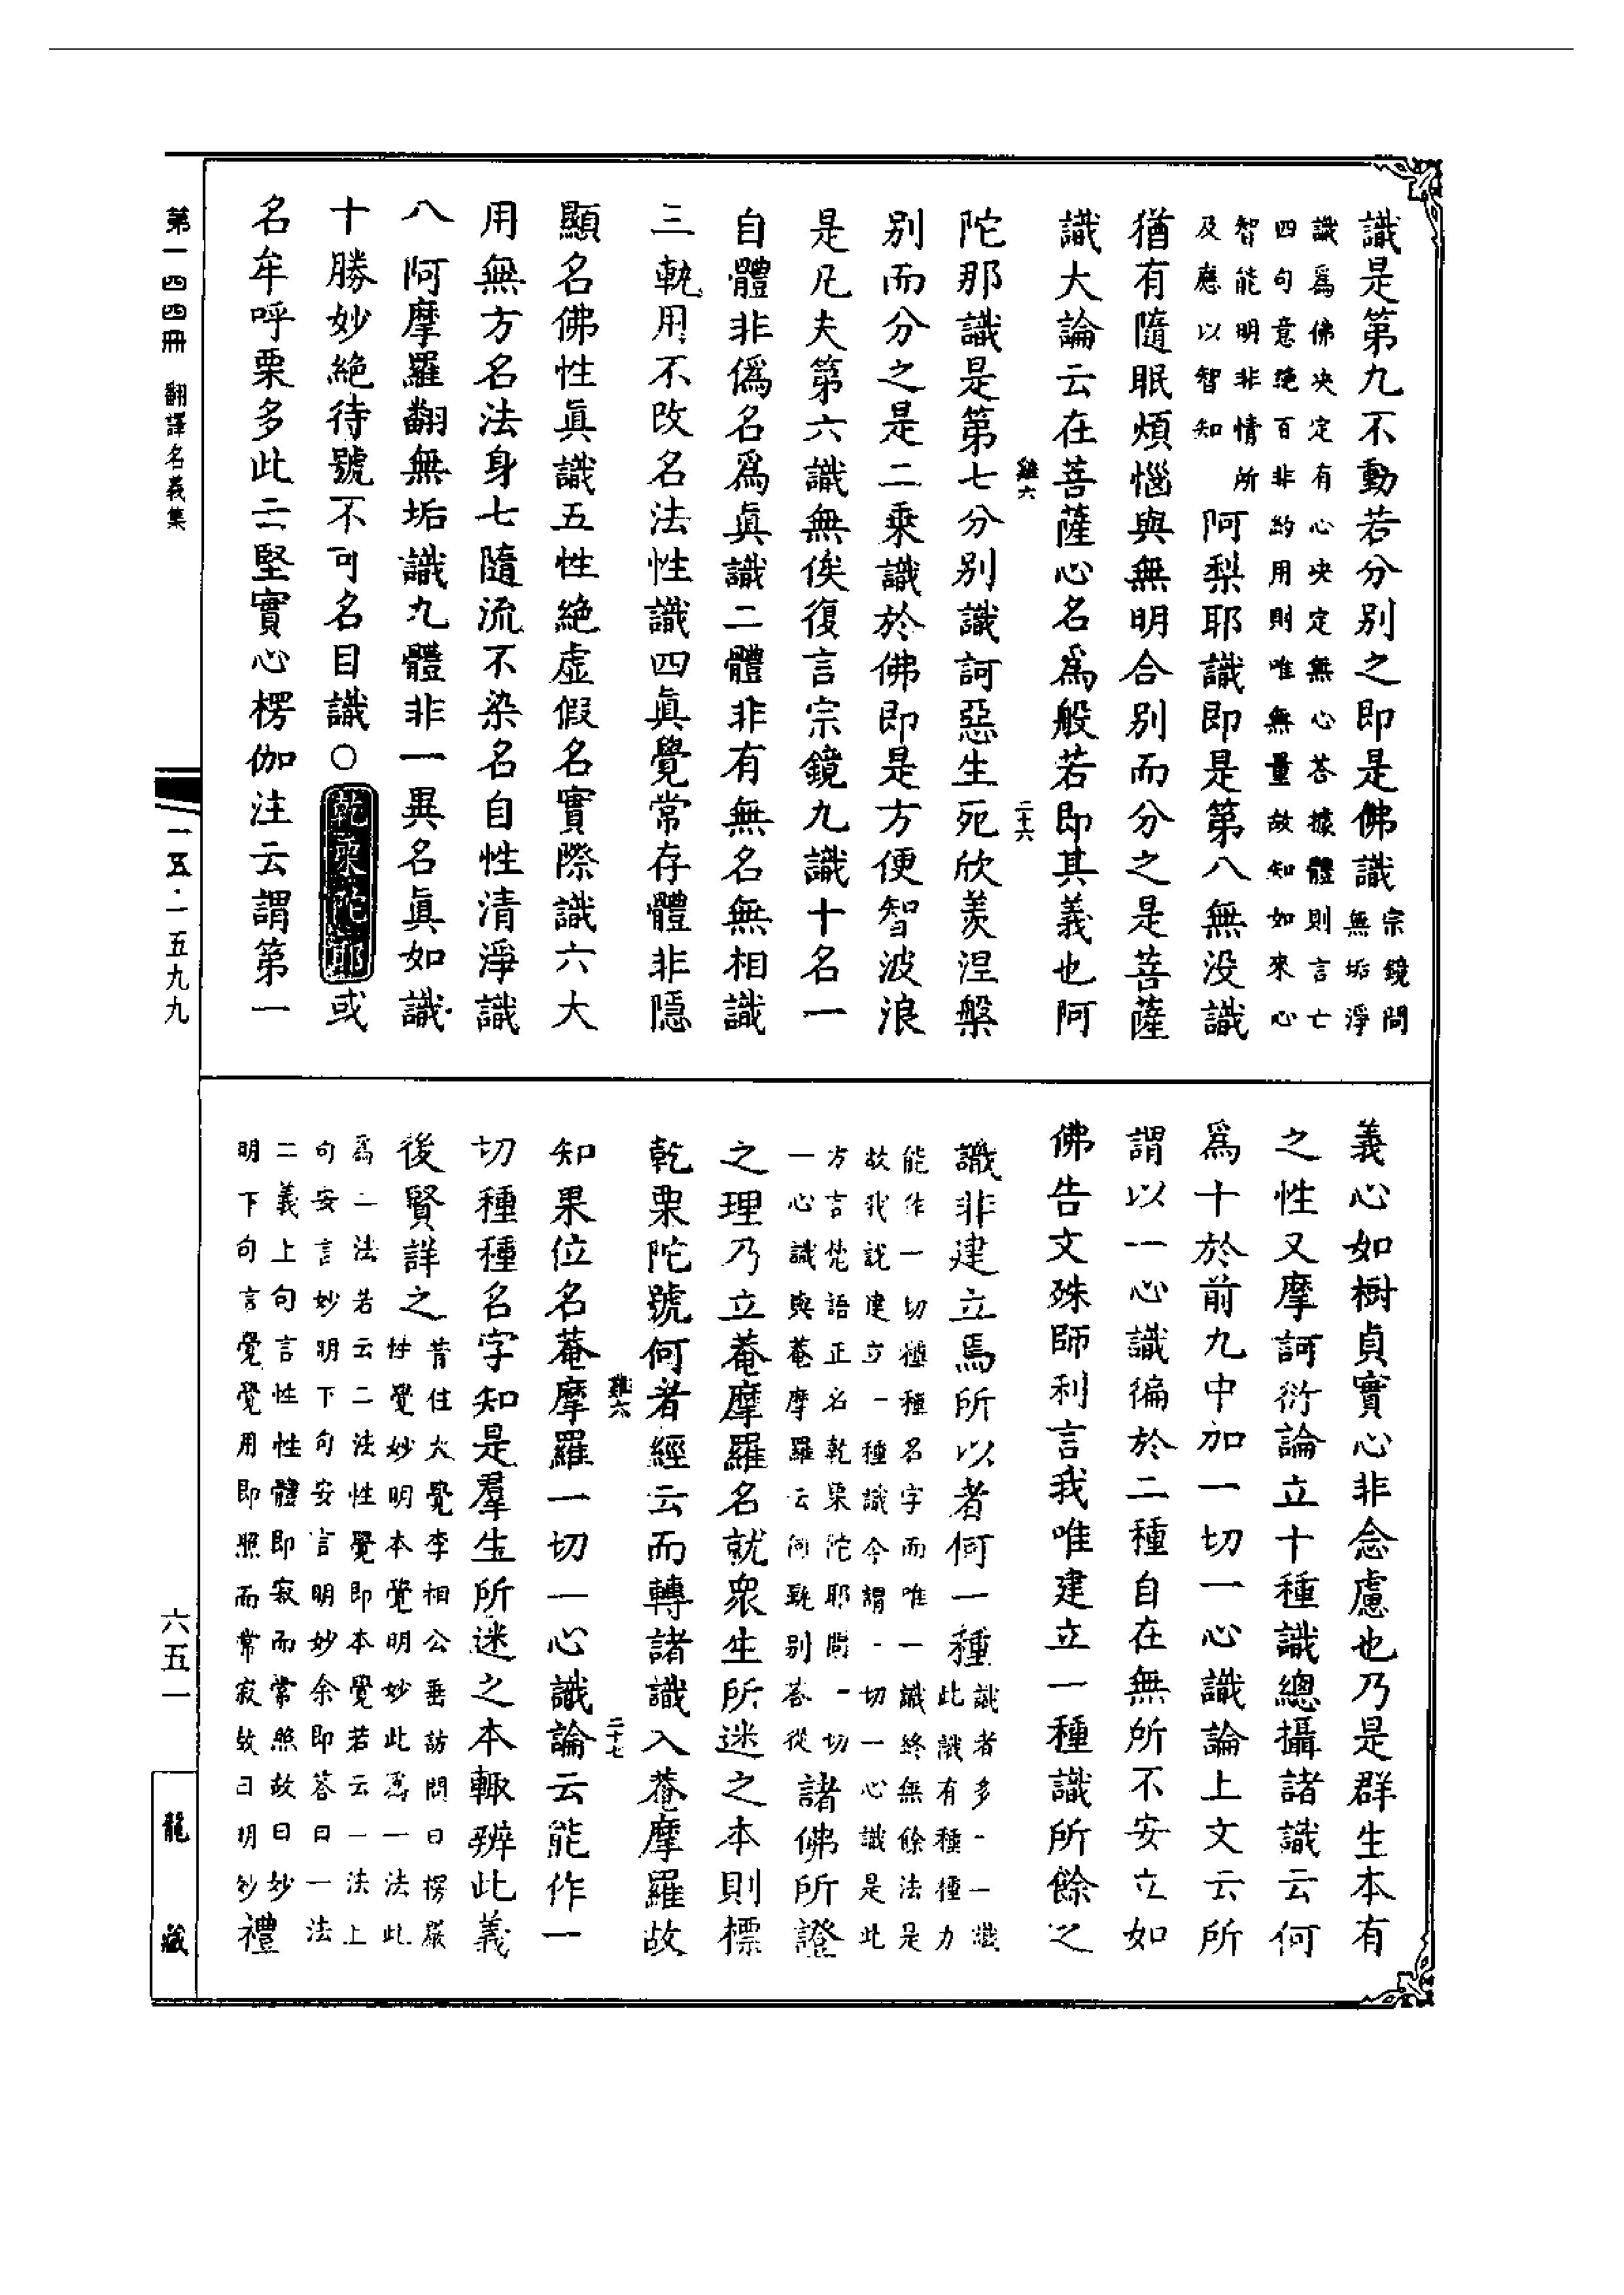 識是第九不動若分別之即是佛識宗鏡問
無垢淨
識爲佛決定有心決定無心荅據體則言亡
四句意絶百非約用則唯無量故知如來心
智能明非情所
及應以智知
阿梨耶識即是第八無没識
猶有隨眠煩惱與無明合別而分之是菩薩
識大論云在菩薩心名爲般若即其義也阿
雞六
二十六
陀那識是第七分別識訶惡生死欣羡涅槃
別而分之是二乘識於佛即是方便智波浪
是凡夫第六識無俟復言宗鏡九識十名一
自體非僞名爲眞識二體非有無名無相識
三軌用不改名法性識四眞覺常存體非隱
顯名佛性眞識五性絶虚假名實際識六大
用無方名法身七隨流不染名自性清淨識
八阿摩羅翻無垢識九體非一異名眞如識
十勝妙絶待號不可名目識○乾栗陀耶或
名牟呼栗多此云堅實心楞伽注云謂第一
義心如樹貞實心非念慮也乃是群生本有
之性又摩訶衍論立十種識總攝諸識云何
爲十於前九中加一切一心識論上文云所
謂以一心識徧於二種自在無所不安立如
佛告文殊師利言我唯建立一種識所餘之
識非建立焉所以者何一種識者多一一識
此識有種種力
能作一切種種名字而唯一識終無餘法是
故我説建立一種識今謂一切一心識是此
方言梵語正名乾栗陀耶問一切
一心識與菴摩羅云何甄別荅從
諸佛所證
之理乃立菴摩羅名就眾生所迷之本則標
乾栗陀號何者經云而轉諸識入菴摩羅故
雞六
二十七
知果位名菴摩羅一切一心識論云能作一
切種種名字知是羣生所迷之本輙辨此義
後賢詳之昔住大覺李相公垂訪問曰楞嚴
性覺妙明本覺明妙此爲一法此
爲二法若云二法性覺即本覺若云一法上
句安言妙明下句安言明妙余即荅曰一法
二義上句言性性體即寂而常照故曰妙
明下句言覺覺用即照而常寂故曰明妙
禮
第一四四冊 翻譯名義集
一五五·一五九九
六五一
龍藏